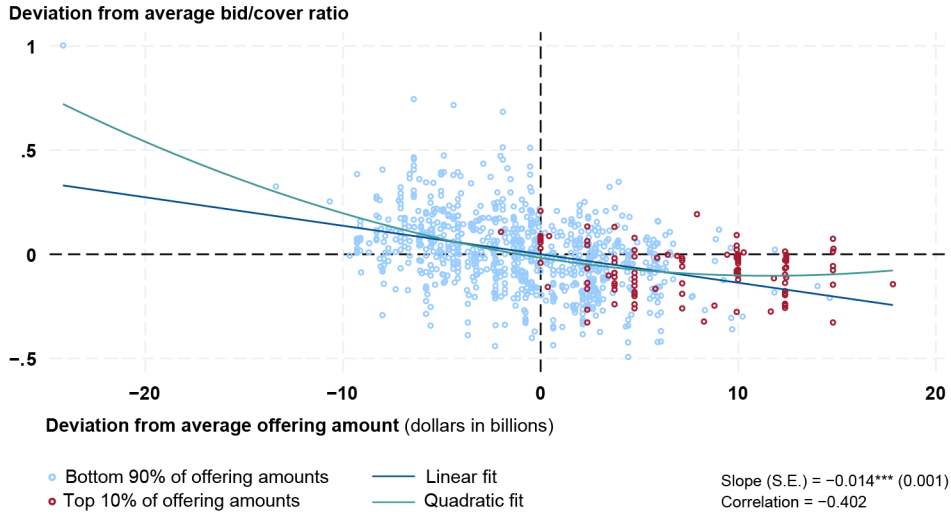 Deviation from average bid/cover ratio
1
.5
0
−.5
−20 −10 0 10 20
Deviation from average offering amount (dollars in billions)
Bottom 90% of offering amounts
Top 10% of offering amounts
Linear fit
Quadratic fit
Slope (S.E.) = −0.014*** (0.001)
Correlation = −0.402